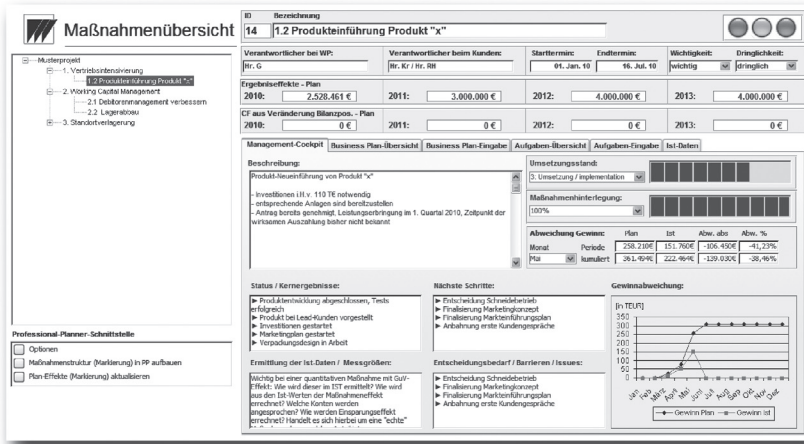 Maßnahmenübersicht
ID Bezeichnung
14 1.2 Produkteinführung Produkt "x"
Verantwortlicher bei WP: Verantwortlicher beim Kunden: Starttermin: Endtermin: Wichtigkeit: Dringlichkeit:
Hr. G Hr. Kr / Hr. RH 01. Jan. 10 16. Jul. 10 wichtig dringlich
Ergebniseffekte - Plan
2010: 2.528.461 € 2011: 3.000.000 € 2012: 4.000.000 € 2013: 4.000.000 €
CF aus Veränderung Bilanzpos. - Plan
2010: 0 € 2011: 0 € 2012: 0 € 2013: 0 €
Musterprojekt
1. Vertriebsintensivierung
1.2 Produkteinführung Produkt "x"
2. Working Capital Management
2.1 Debitorenmanagement verbessern
2.2 Lagerabbau
3. Standortverlagerung
Professional-Planner-Schnittstelle
Optionen
Maßnahmenstruktur (Markierung) in PP aufbauen
Plan-Effekte (Markierung) aktualisieren
Management-Cockpit Business Plan-Übersicht Business Plan-Eingabe Aufgaben-Übersicht Aufgaben-Eingabe Ist-Daten
Beschreibung:
Produkt-Neueinführung von Produkt "x"
- Investitionen i.H.v. 110 T€ notwendig
- entsprechende Anlagen sind bereitzustellen
- Antrag bereits genehmigt, Leistungserbringung im 1. Quartal 2010, Zeitpunkt der
wirksamen Auszahlung bisher nicht bekannt
Umsetzungsstand:
3: Umsetzung / implementation
Maßnahmenhinterlegung:
100%
Abweichung Gewinn: Plan Ist Abw. abs Abw. %
Monat Periode 258.210€ 151.760€ -106.450€ -41,23%
Mai kumuliert 361.494€ 222.464€ -139.030€ -38,46%
Status / Kernergebnisse:
► Produktentwicklung abgeschlossen, Tests
erfolgreich
► Produkt bei Lead-Kunden vorgestellt
► Investitionen gestartet
► Marketingplan gestartet
► Verpackungsdesign in Arbeit
Nächste Schritte:
► Entscheidung Schneidebetrieb
► Finalisierung Marketingkonzept
► Finalisierung Markteinführungsplan
► Anbahnung erste Kundengespräche
Ermittlung der Ist-Daten / Messgrößen:
Wichtig bei einer quantitativen Maßnahme mit GuV-
Effekt: Wie wird dieser im IST ermittelt? Wie wird
aus den Ist-Werten der Maßnahmeneffekt
errechnet? Welche Konten werden
angesprochen? Wie werden Einsparungseffekt
errechnet? Handelt es sich hierbei um eine "echte"
Entscheidungsbedarf / Barrieren / Issues:
► Entscheidung Schneidebetrieb
► Finalisierung Marketingkonzept
► Finalisierung Markteinführungsplan
► Anbahnung erste Kundengespräche
Gewinnabweichung:
[in TEUR]
350
300
250
200
150
100
50
0
Jan Feb März April Mai Juni Juli Aug Sep Okt Nov Dez
Gewinn Plan Gewinn Ist